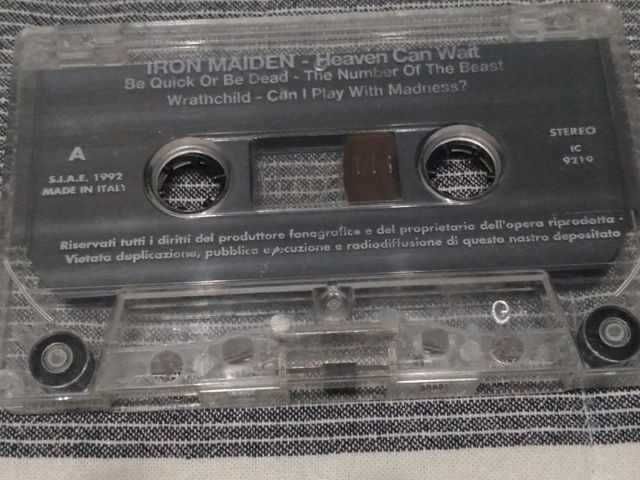 IRON MAIDEN - Heaven Can Wait
Be Quick Or Be Dead - The Number Of The Beast
Wrathchild - Can I Play With Madness?
A
S.I.A.E. 1992
MADE IN ITALY
STEREO
IC
9219
Riservati tutti i diritti del produttore fonografico e del proprietario dell'opera riprodotta -
Vietata duplicazione, pubblica esecuzione e radiodiffusione di questo nastro depositato